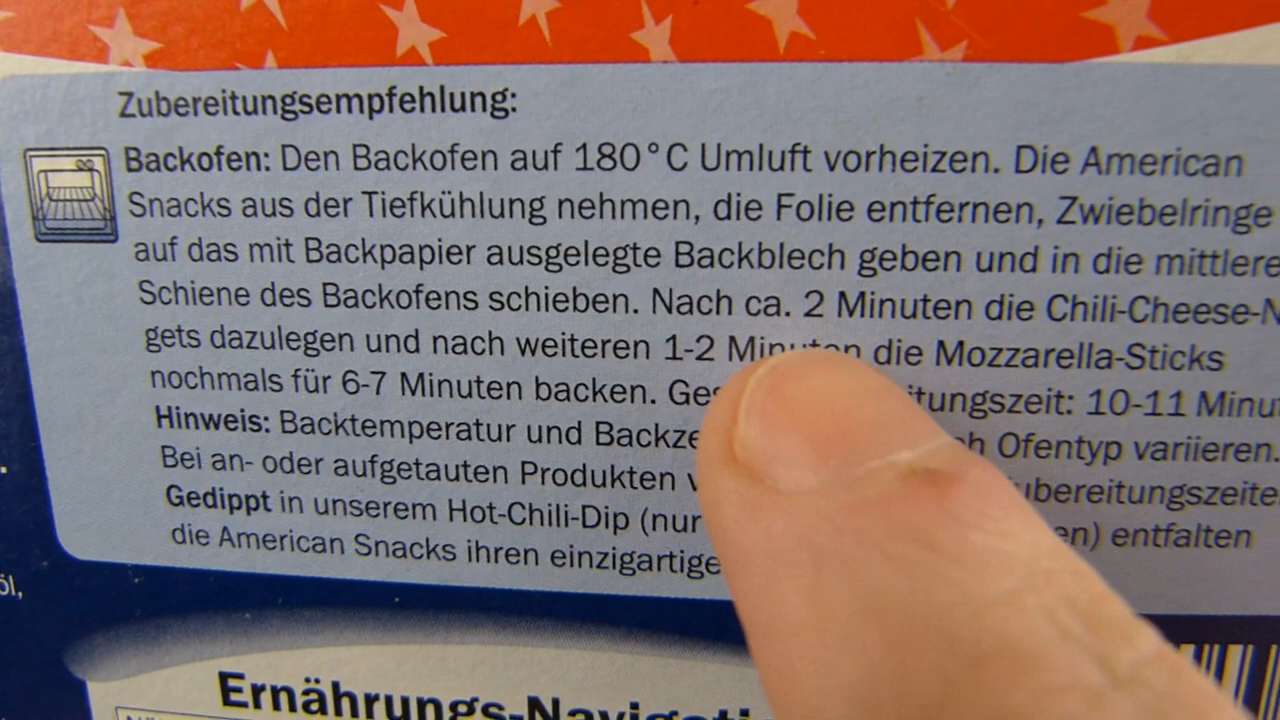 Zubereitungsempfehlung:
Backofen: Den Backofen auf 180°C Umluft vorheizen. Die American
Snacks aus der Tiefkühlung nehmen, die Folie entfernen, Zwiebelringe
auf das mit Backpapier ausgelegte Backblech geben und in die mittlere
Schiene des Backofens schieben. Nach ca. 2 Minuten die Chili-Cheese-N
gets dazulegen und nach weiteren 1-2 Minuten die Mozzarella-Sticks
nochmals für 6-7 Minuten backen. Ges itungszeit: 10-11 Minu
Hinweis: Backtemperatur und Backze ch Ofentyp variieren.
Bei an- oder aufgetauten Produkten v ubereitungszeite
Gedippt in unserem Hot-Chili-Dip (nur en) entfalten
die American Snacks ihren einzigartige
öl,
Ernährungs-Navigati